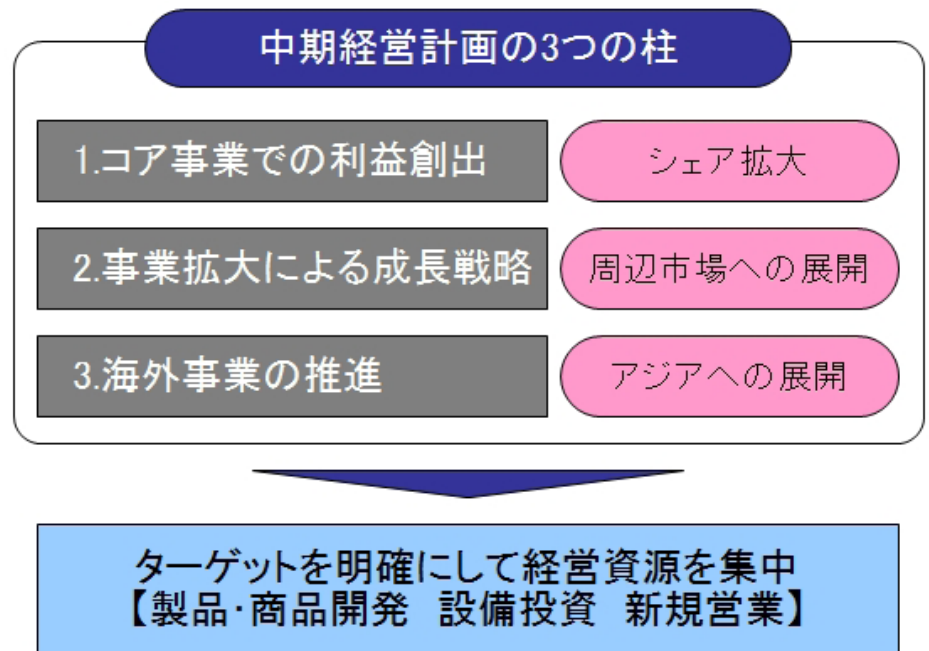 中期経営計画の3つの柱
1.コア事業での利益創出
シェア拡大
2.事業拡大による成長戦略
周辺市場への展開
3.海外事業の推進
アジアへの展開
ターゲットを明確にして経営資源を集中
【製品・商品開発　設備投資　新規営業】